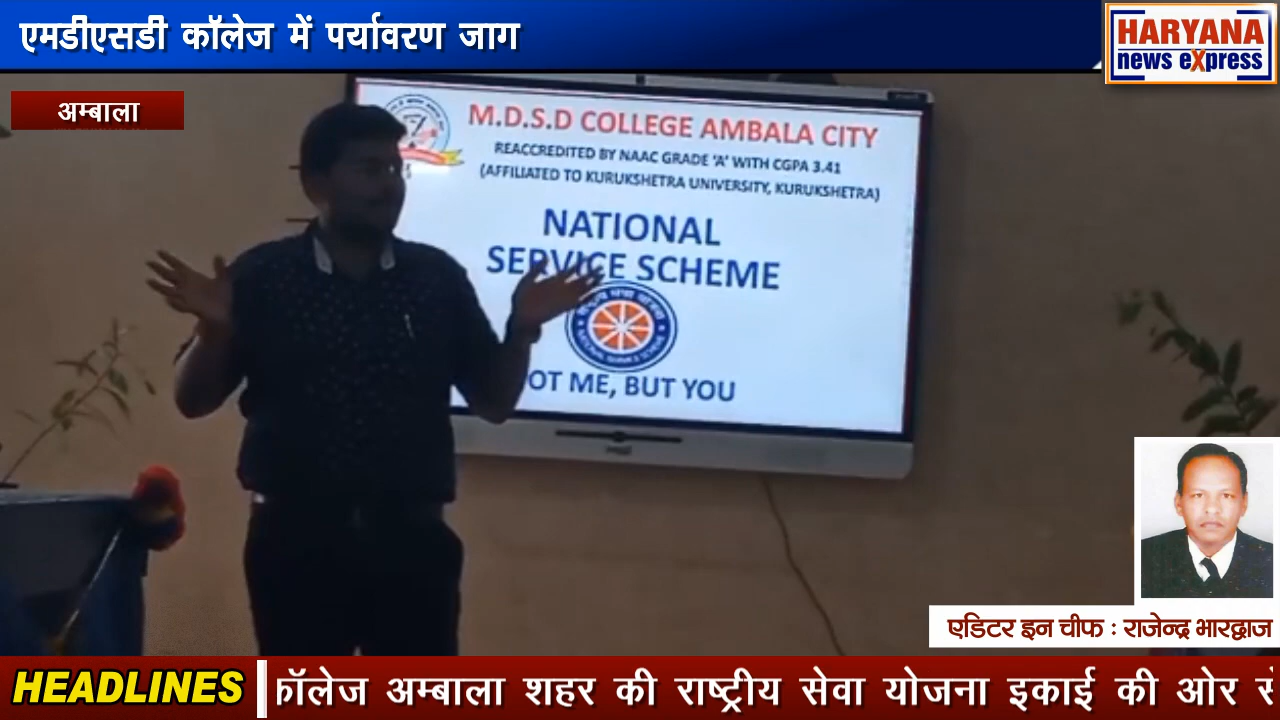 एमडीएसडी कॉलेज में पर्यावरण जाग
HARYANA
news eXpress
अम्बाला
M.D.S.D COLLEGE AMBALA CITY
REACCREDITED BY NAAC GRADE 'A' WITH CGPA 3.41
(AFFILIATED TO KURUKSHETRA UNIVERSITY, KURUKSHETRA)
NATIONAL
SERVICE SCHEME
OT ME, BUT YOU
एडिटर इन चीफ : राजेन्द्र भारद्वाज
HEADLINES
कॉलेज अम्बाला शहर की राष्ट्रीय सेवा योजना इकाई की ओर से